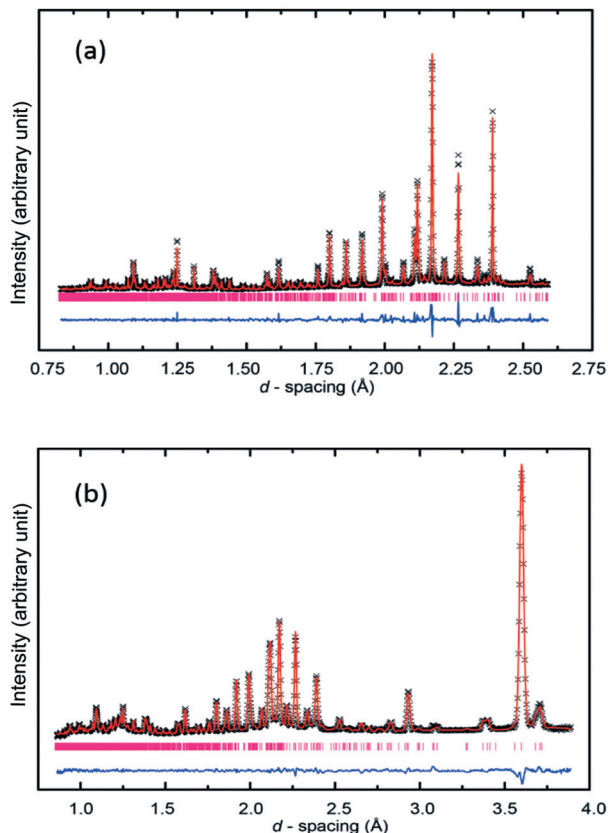 (a)
Intensity (arbitrary unit)
0.75 1.00 1.25 1.50 1.75 2.00 2.25 2.50 2.75
d - spacing (Å)
(b)
Intensity (arbitrary unit)
1.0 1.5 2.0 2.5 3.0 3.5 4.0
d - spacing (Å)